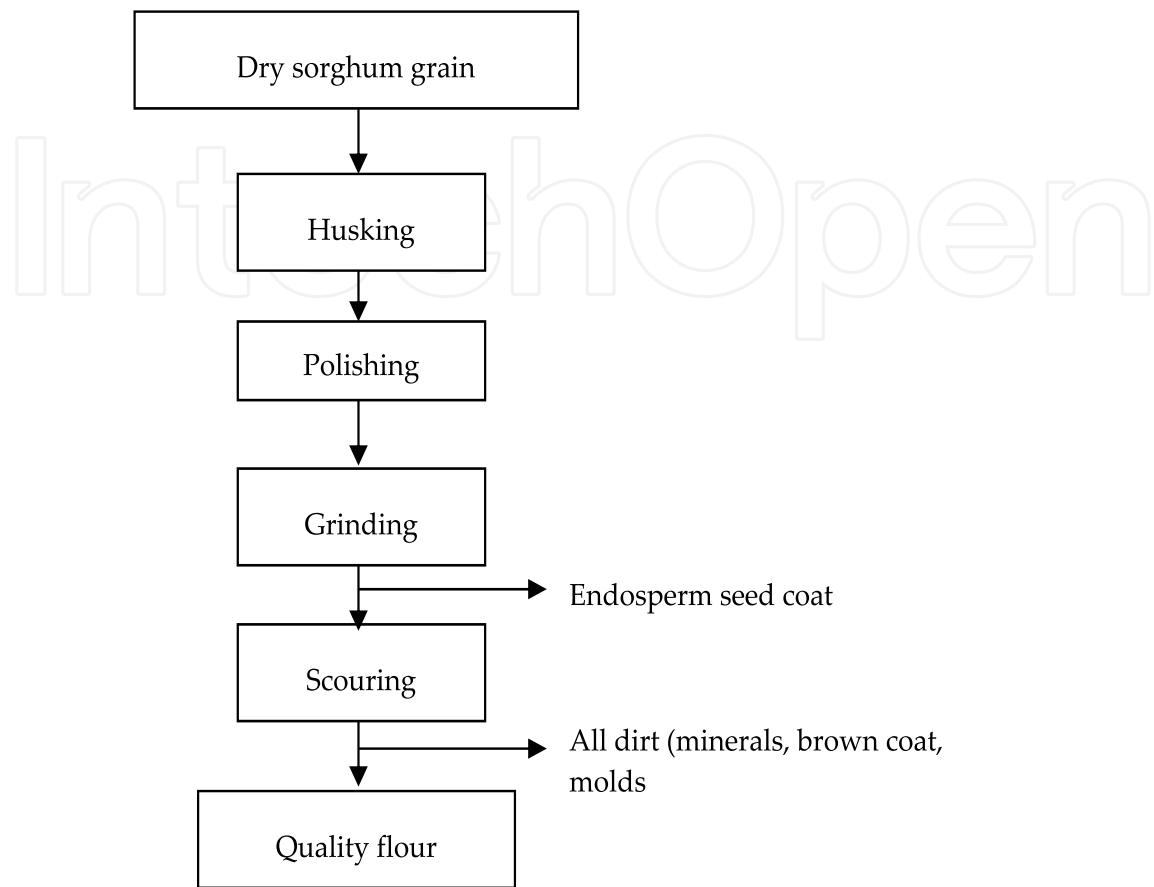 Dry sorghum grain
IntechOpen
Husking
Polishing
Grinding
Endosperm seed coat
Scouring
All dirt (minerals, brown coat,
molds
Quality flour